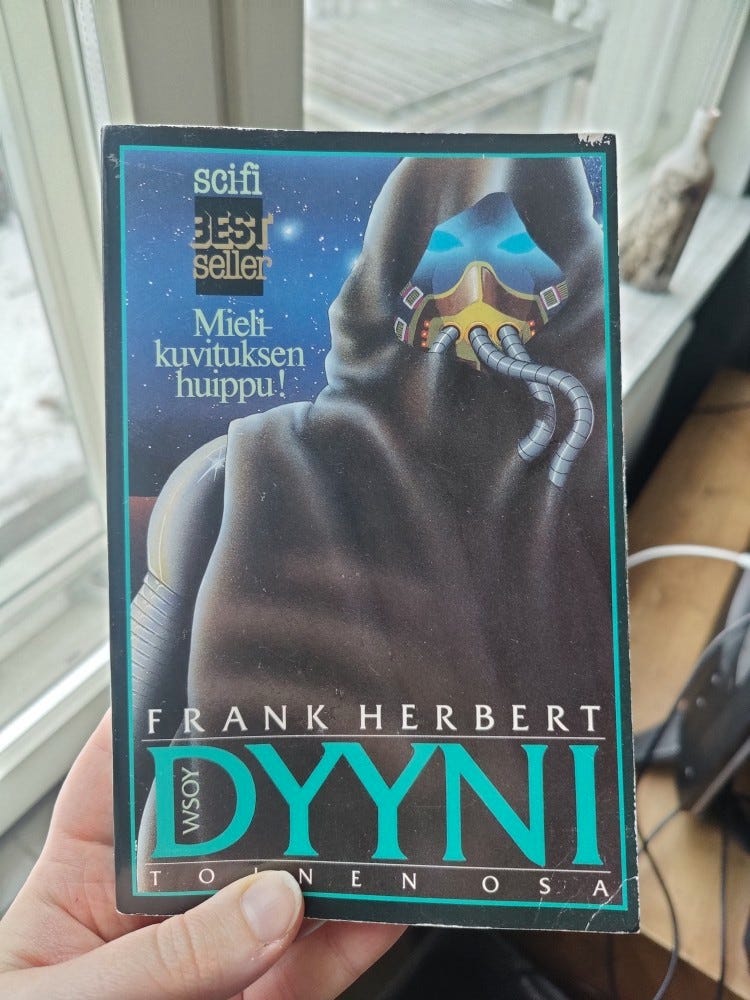 scifi
BEST
seller
Mieli-
kuvituksen
huippu!
FRANK HERBERT
WSOY
DYYNI
TOINEN OSA